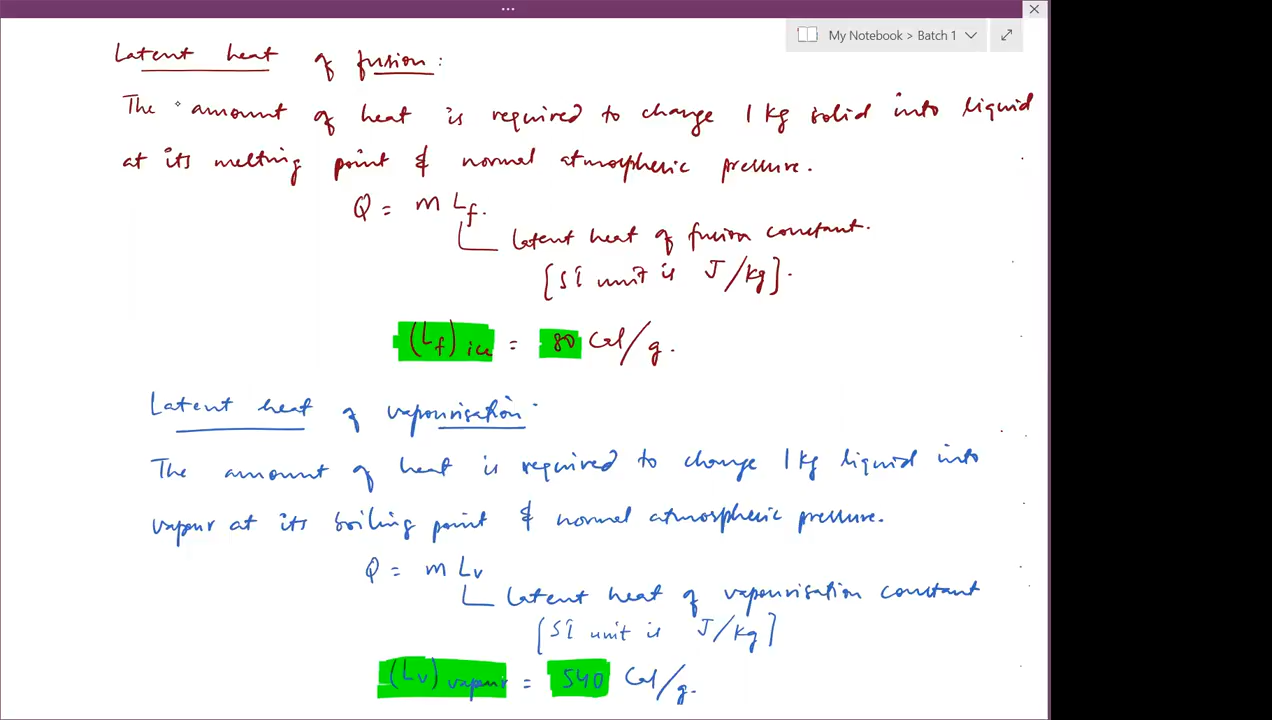 ...
My Notebook > Batch 1
Latent heat of fusion :
The amount of heat is required to change 1 kg solid into liquid
at its melting point & normal atmospheric pressure.
Q = m Lf.
Latent heat of fusion constant.
[SI unit is J/kg].
(Lf) ice = 80 Cal/g.
Latent heat of vapourisation.
The amount of heat is required to change 1 kg liquid into
vapour at its boiling point & normal atmospheric pressure.
Q = m Lv
Latent heat of vapourisation constant
[SI unit is J/kg]
(Lv) vapour = 540 Cal/g.